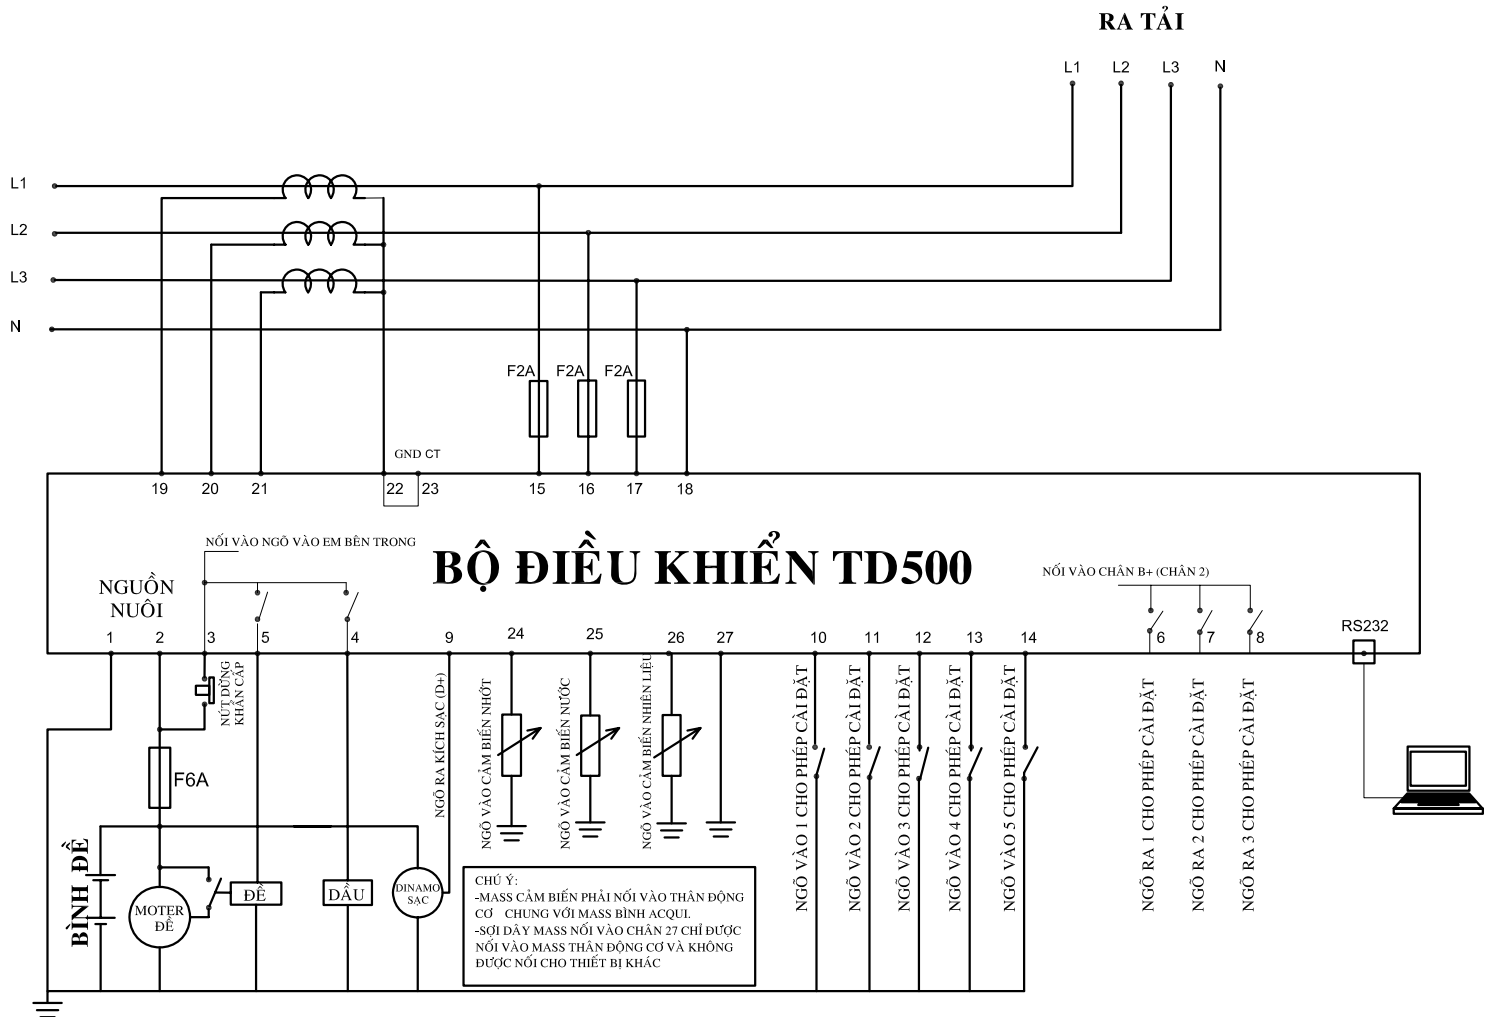 RA TẢI
L1 L2 L3 N
L1
L2
L3
N
F2A F2A F2A
GND CT
19 20 21 22 23 15 16 17 18
NỐI VÀO NGÕ VÀO EM BÊN TRONG
BỘ ĐIỀU KHIỂN TD500
NỐI VÀO CHÂN B+ (CHÂN 2)
NGUỒN
NUÔI
1 2 3 5 4 9 24 25 26 27 10 11 12 13 14 6 7 8
RS232
NÚT DỪNG
KHẨN CẤP
F6A
NGÕ RA KÍCH SẠC (D+)
NGÕ VÀO CẢM BIẾN NHỚT
NGÕ VÀO CẢM BIẾN NƯỚC
NGÕ VÀO CẢM BIẾN NHIÊN LIỆU
NGÕ VÀO 1 CHO PHÉP CÀI ĐẶT
NGÕ VÀO 2 CHO PHÉP CÀI ĐẶT
NGÕ VÀO 3 CHO PHÉP CÀI ĐẶT
NGÕ VÀO 4 CHO PHÉP CÀI ĐẶT
NGÕ VÀO 5 CHO PHÉP CÀI ĐẶT
NGÕ RA 1 CHO PHÉP CÀI ĐẶT
NGÕ RA 2 CHO PHÉP CÀI ĐẶT
NGÕ RA 3 CHO PHÉP CÀI ĐẶT
BÌNH ĐỀ
MOTER
ĐỀ
ĐỀ
DẦU
DINAMO
SẠC
CHÚ Ý:
-MASS CẢM BIẾN PHẢI NỐI VÀO THÂN ĐỘNG
CƠ CHUNG VỚI MASS BÌNH ACQUI.
-SỢI DÂY MASS NỐI VÀO CHÂN 27 CHỈ ĐƯỢC
NỐI VÀO MASS THÂN ĐỘNG CƠ VÀ KHÔNG
ĐƯỢC NỐI CHO THIẾT BỊ KHÁC